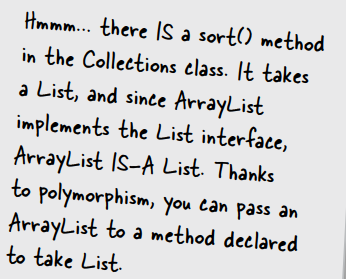 Hmmm... there IS a sort() method
in the Collections class. It takes
a List, and since ArrayList
implements the List interface,
ArrayList IS-A List. Thanks
to polymorphism, you can pass an
ArrayList to a method declared
to take List.